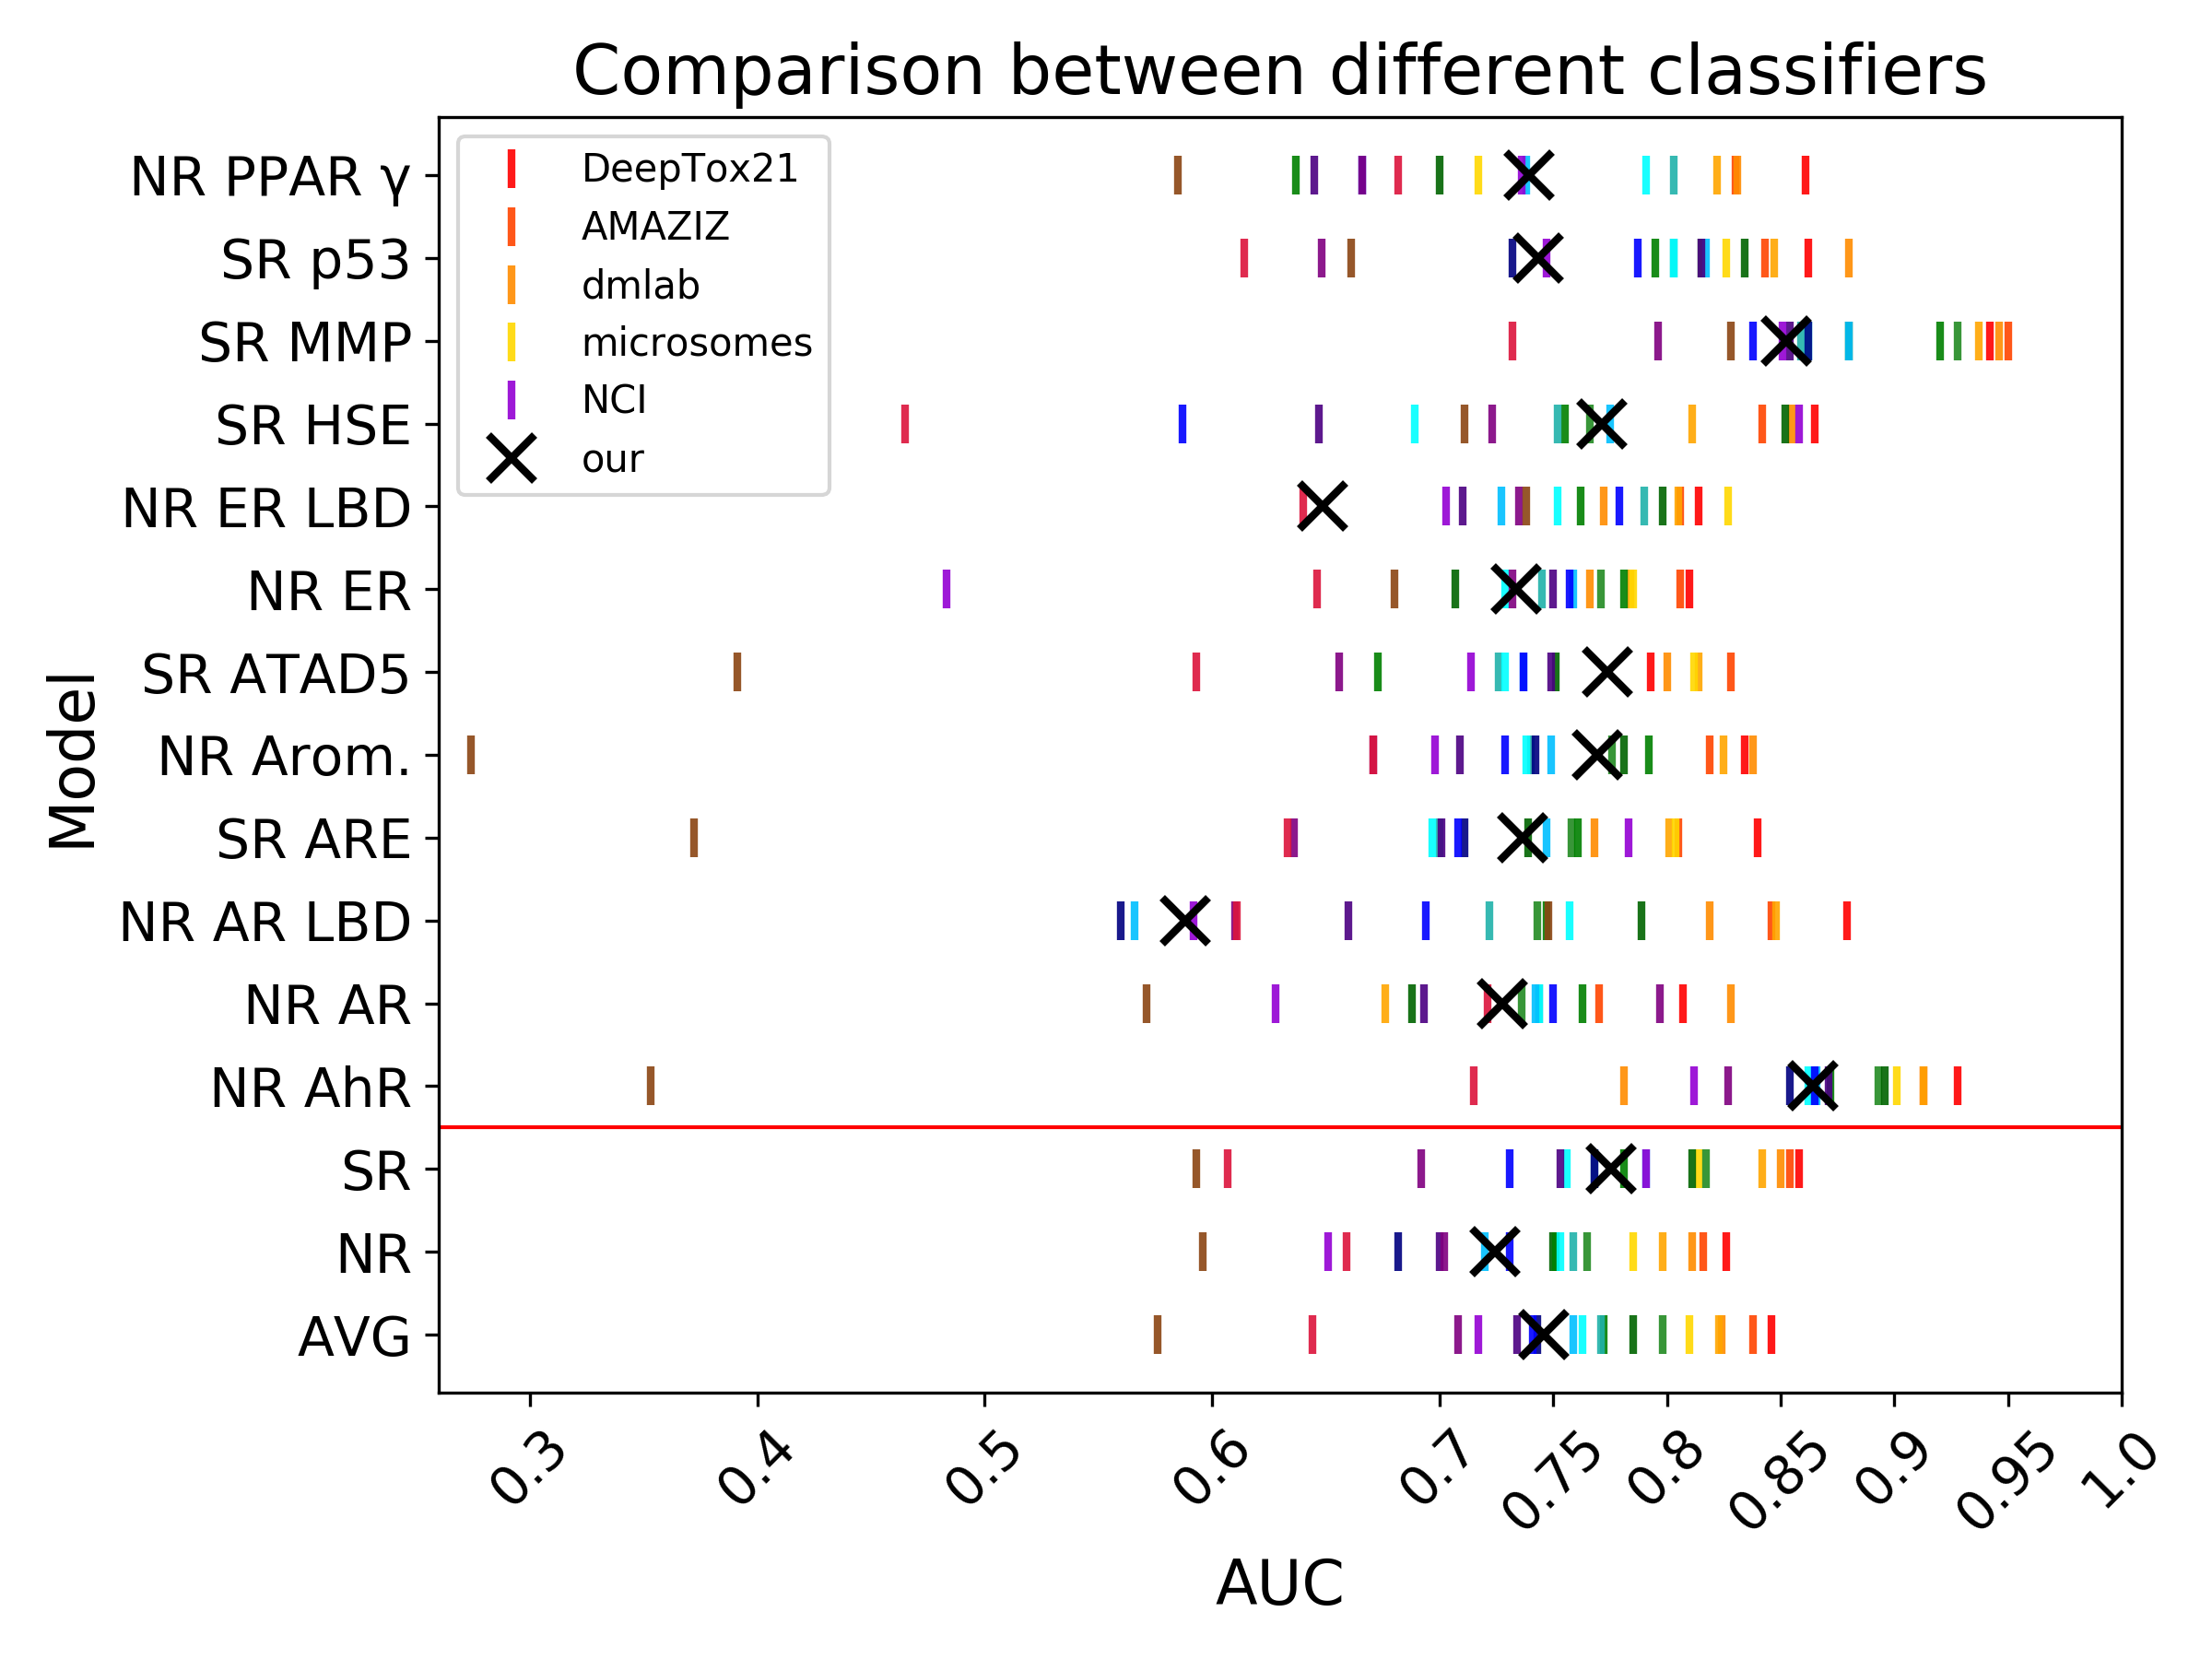 Comparison between different classifiers
DeepTox21
AMAZIZ
dmlab
microsomes
NCI
our
NR PPAR γ
SR p53
SR MMP
SR HSE
NR ER LBD
NR ER
SR ATAD5
NR Arom.
SR ARE
NR AR LBD
NR AR
NR AhR
SR
NR
AVG
Model
0.3
0.4
0.5
0.6
0.7
0.75
0.8
0.85
0.9
0.95
1.0
AUC